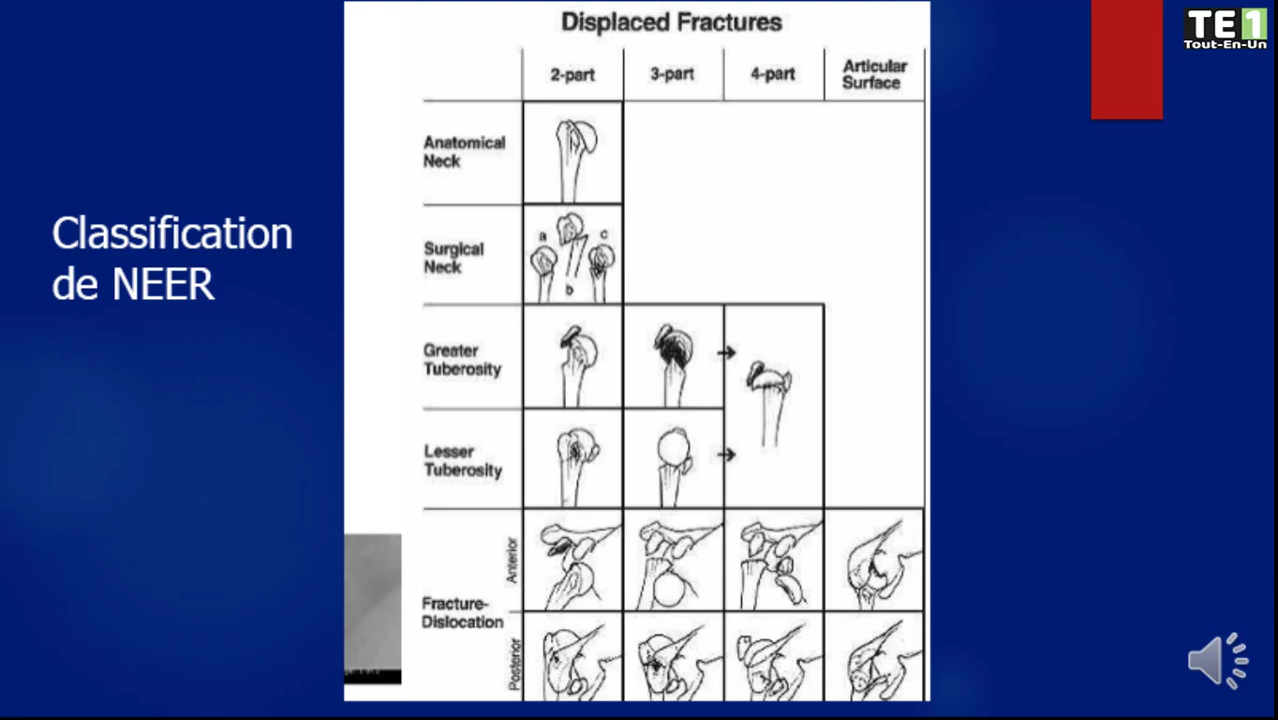 Displaced Fractures
TE1
Tout-En-Un
2-part
3-part
4-part
Articular
Surface
Anatomical
Neck
Classification
de NEER
Surgical
Neck
a
c
b
Greater
Tuberosity
Lesser
Tuberosity
Anterior
Fracture-
Dislocation
Posterior